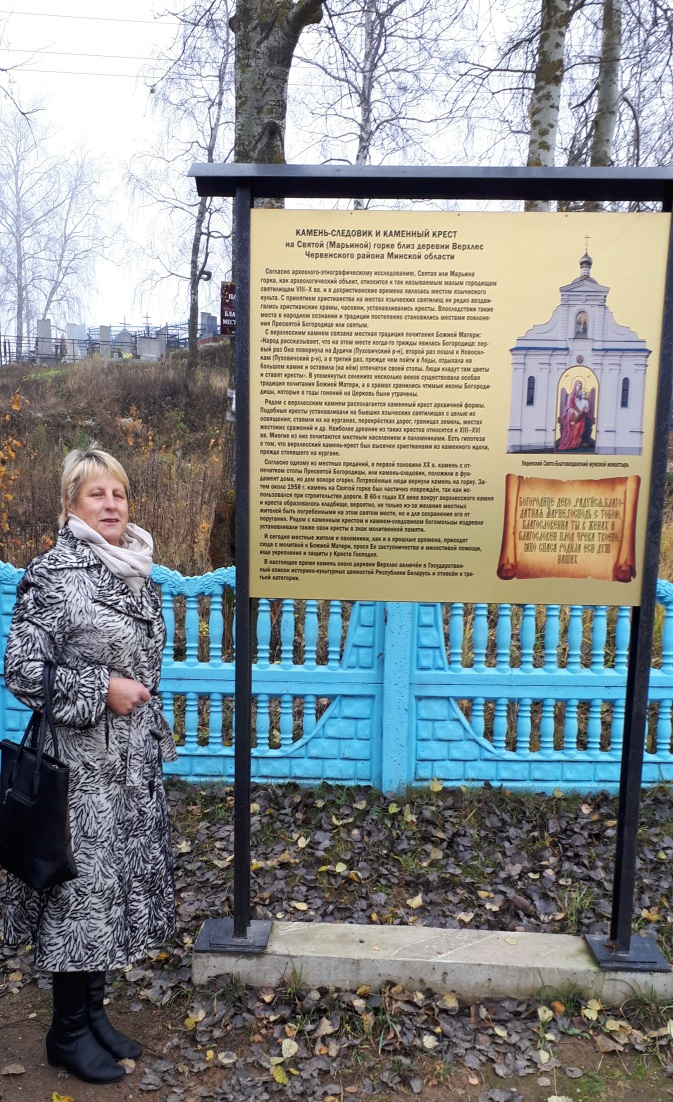 КАМЕНЬ-СЛЕДОВИК И КАМЕННЫЙ КРЕСТ
на Святой (Марьиной) горке близ деревни Верхлес
Червенского района Минской области
Согласно археолого-этнографическому исследованию, Святая или Марьина
горка, как археологический объект, относится к так называемым малым городищам
святилищам VIII-X вв. и в дохристианские времена являлась местом языческого
культа. С принятием христианства на местах языческих святилищ не редко воздви-
гались христианские храмы, часовни, устанавливались кресты. Впоследствии такие
места в народном сознании и традиции постепенно становились местами поклоне-
ния Пресвятой Богородицы или святым.
С верхлесским камнем связана местная традиция почитания Божией Матери:
«Народ рассказывает, что на этом месте когда-то трижды явилась Богородица: пер-
вый раз Она повернула на Дудичи (Пуховичский р-н), второй раз пошла к Новосел-
кам (Пуховичский р-н), а в третий, прежде чем пойти в Ляды, отдыхала на
большом камне и оставила (на нём) отпечаток своей стопы. Люди кладут там цветы
и ставят кресты». В упомянутых селениях несколько веков существовала особая
традиция почитания Божией Матери, а в храмах хранились чтимые иконы Богоро-
дицы, которые в годы гонений на Церковь были утрачены.
Рядом с верхлесским камнем располагается каменный крест архаичной формы.
Подобные кресты устанавливали на бывших языческих святилищах с целью их
освящения; ставили их на курганах, перекрёстках дорог, границах земель, местах
жестоких сражений и др. Наиболее древние из таких крестов относятся к XIII-XVI
вв. Многие из них почитаются местным населением и паломниками. Есть гипотеза
о том, что верхлесский камень-крест был высечен христианами из каменного идола,
прежде стоявшего на кургане.
Согласно одному из местных преданий, в первой половине XX в. камень с от-
печатком стопы Пресвятой Богородицы, или камень-следовик, положили в фун-
дамент дома, но дом вскоре сгорел. Потрясённые люди вернули камень на горку. За-
тем около 1958 г. камень на Святой горке был частично повреждён, так как ис-
пользовался при строительстве дороги. В 60-х годах XX века вокруг верхлесского камня
и креста образовалось кладбище, вероятно, не только из-за желания местных
жителей быть погребенными на этом святом месте, но и для сохранения его от
поругания. Рядом с каменным крестом и камнем-следовиком богомольцы издревле
устанавливали также свои кресты в знак молитвенной памяти.
И сегодня местные жители и паломники, как и в прошлые времена, приходят
сюда с молитвой к Божией Матери, прося Ее заступничества и милостивой помощи,
ища укрепления и защиты у Креста Господня.
В настоящее время камень около деревни Верхлес включён в Государствен-
ный список историко-культурных ценностей Республики Беларусь и отнесён к тре-
тьей категории.
Лядинский Свято-Благовещенский мужской монастырь
БОГОРОДИЦЕ ДЕВО, РАДУЙСЯ, БЛАГО-
ДАТНАЯ МАРИЕ, ГОСПОДЬ С ТОБОЮ,
БЛАГОСЛОВЕННА ТЫ В ЖЕНАХ И
БЛАГОСЛОВЕН ПЛОД ЧРЕВА ТВОЕГО,
ЯКО СПАСА РОДИЛА ЕСИ ДУШ
НАШИХ